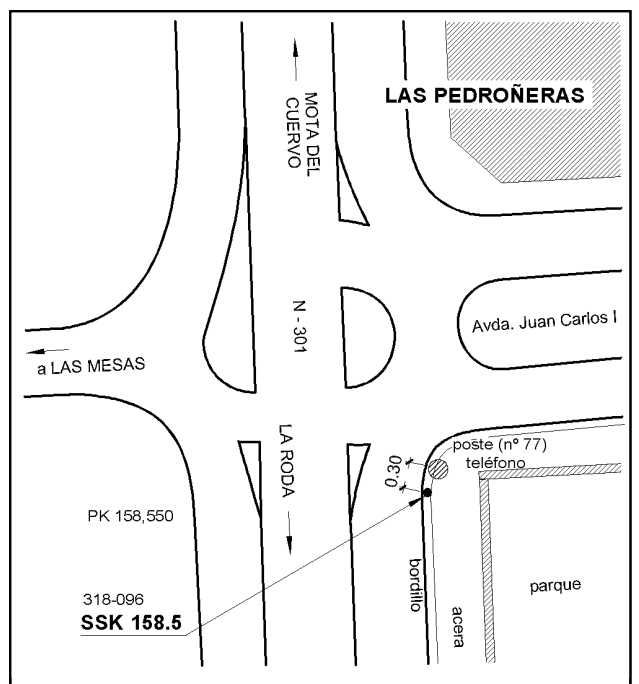 MOTA DEL
CUERVO
LAS PEDROÑERAS
N - 301
Avda. Juan Carlos I
a LAS MESAS
LA RODA
poste (nº 77)
teléfono
0.30
PK 158,550
bordillo
acera
parque
318-096
SSK 158.5